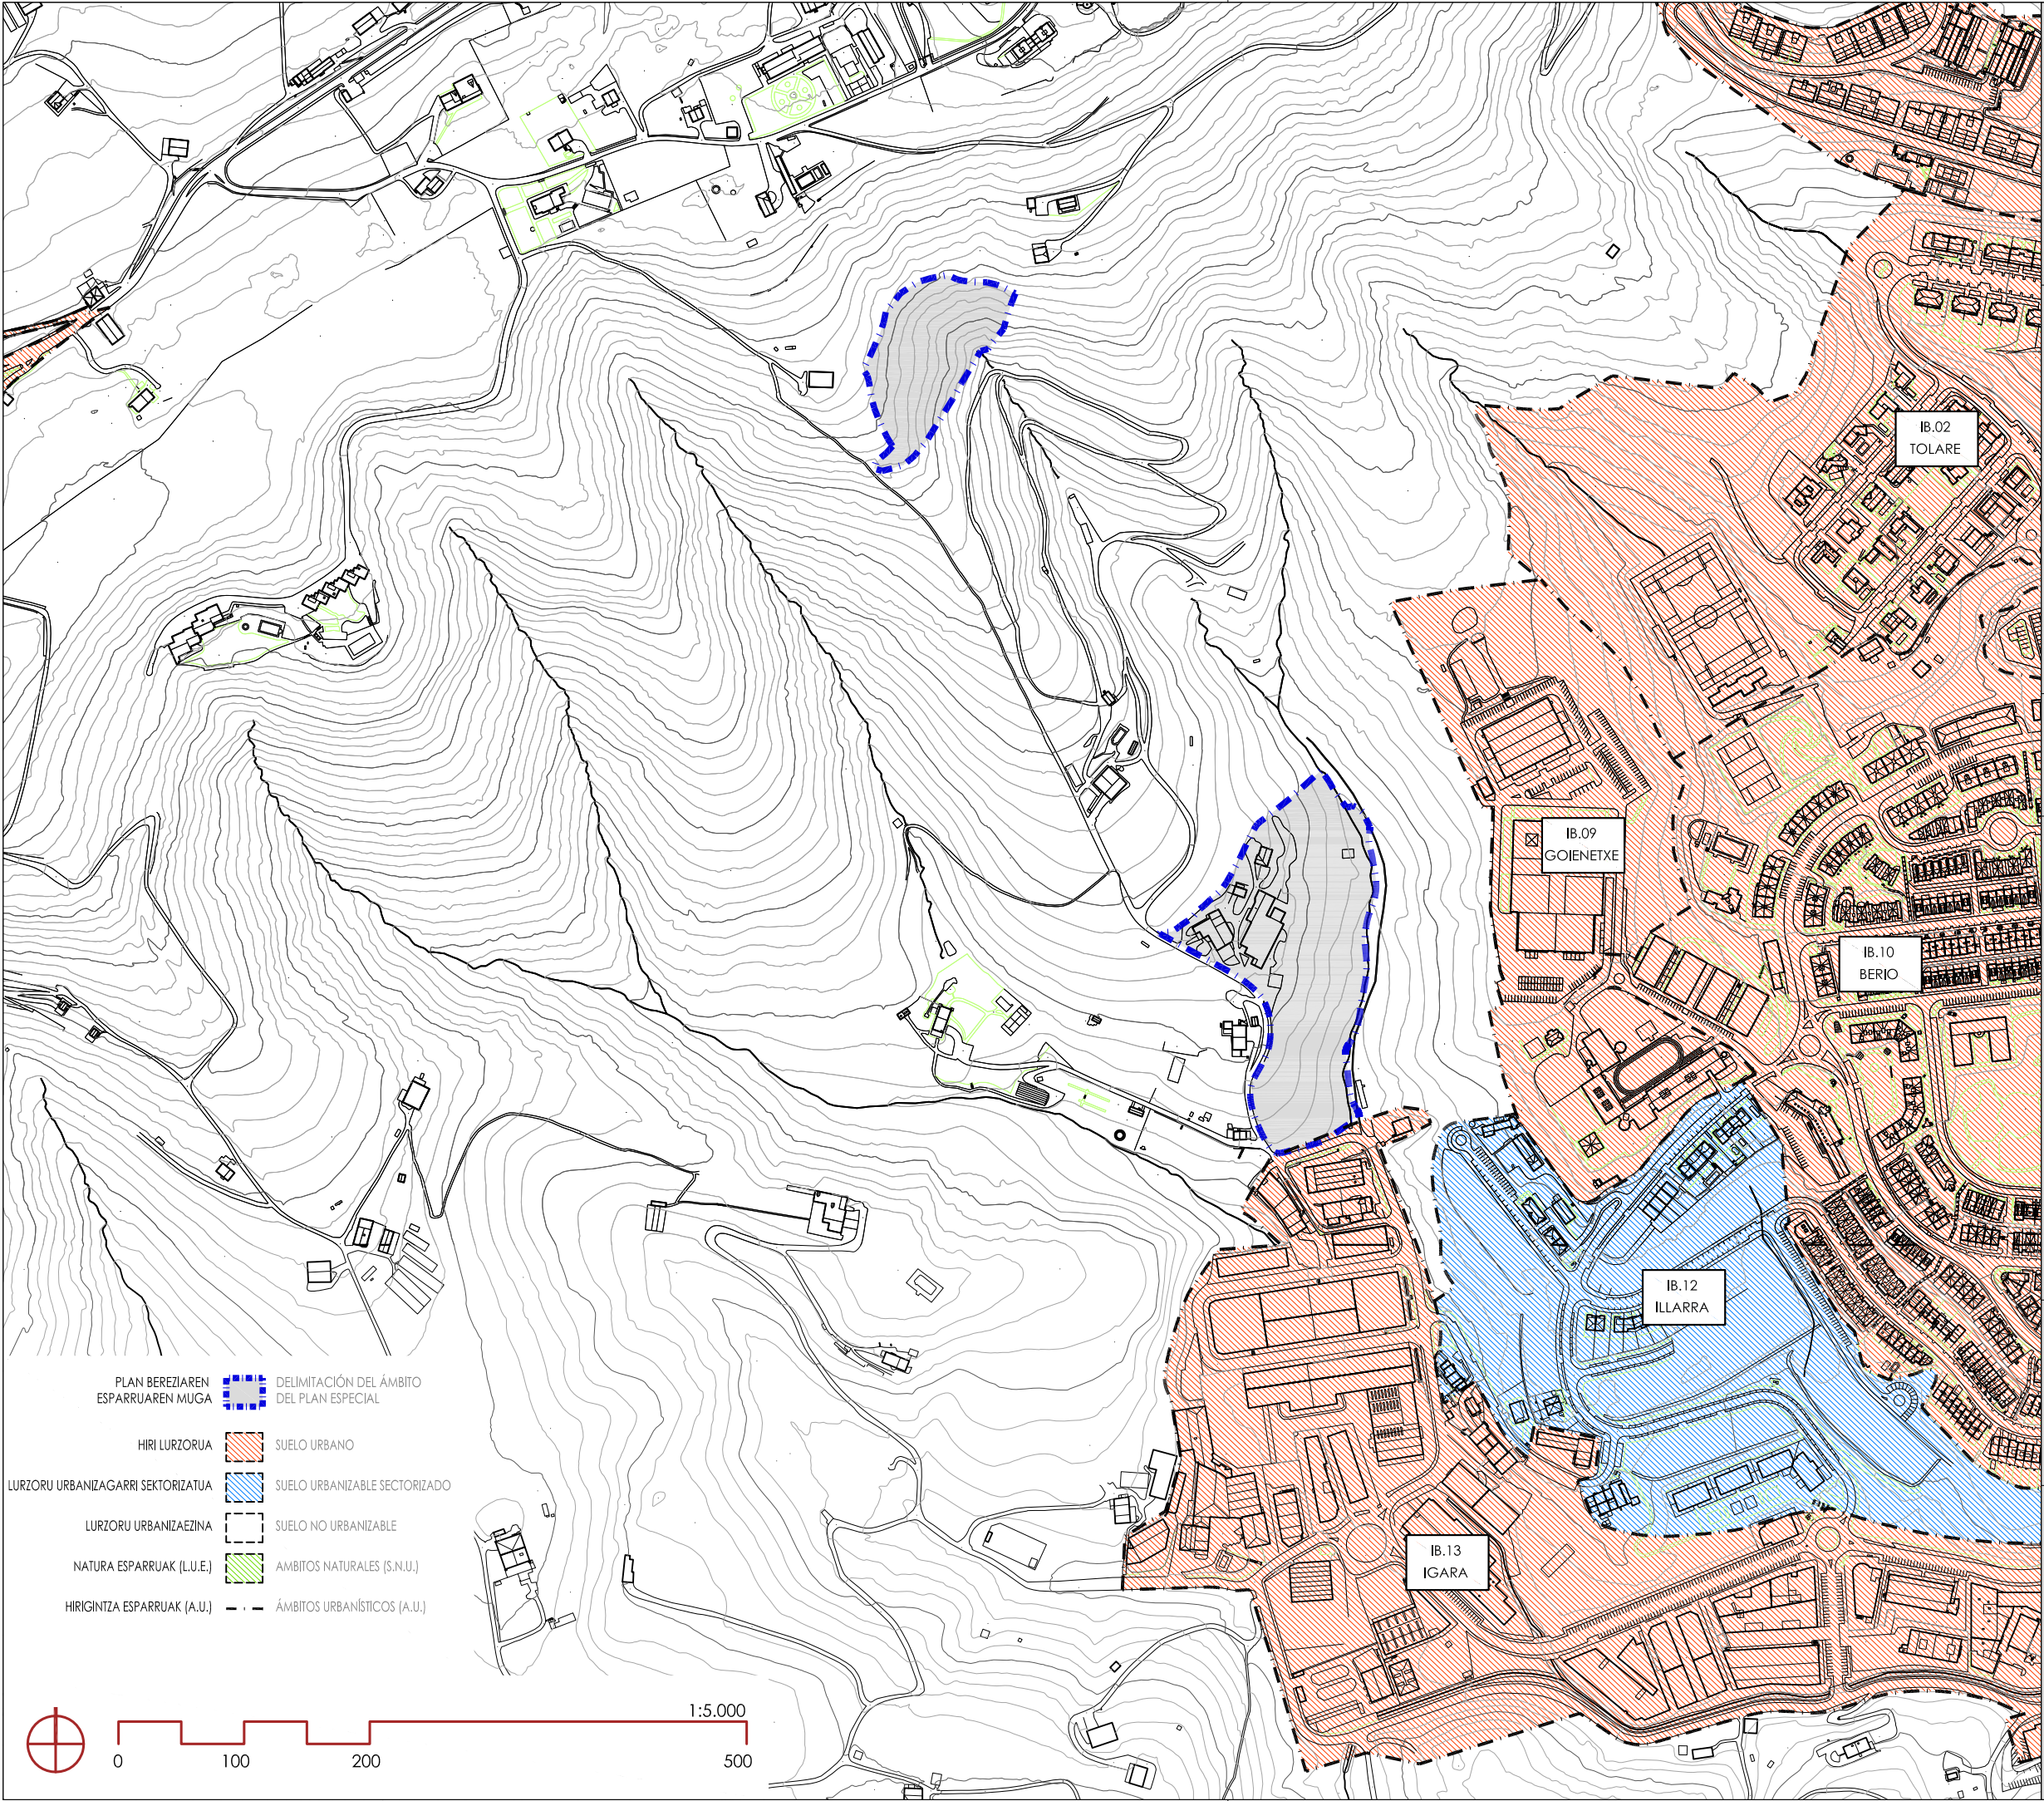 IB.02
TOLARE
IB.09
GOIENETXE
IB.10
BERIO
IB.12
ILLARRA
IB.13
IGARA
PLAN BEREZIAREN
ESPARRUAREN MUGA
DELIMITACIÓN DEL ÁMBITO
DEL PLAN ESPECIAL
HIRI LURZORUA
SUELO URBANO
LURZORU URBANIZAGARRI SEKTORIZATUA
SUELO URBANIZABLE SECTORIZADO
LURZORU URBANIZAEZINA
SUELO NO URBANIZABLE
NATURA ESPARRUAK (L.U.E.)
AMBITOS NATURALES (S.N.U.)
HIRIGINTZA ESPARRUAK (A.U.)
ÁMBITOS URBANÍSTICOS (A.U.)
1:5.000
0 100 200 500